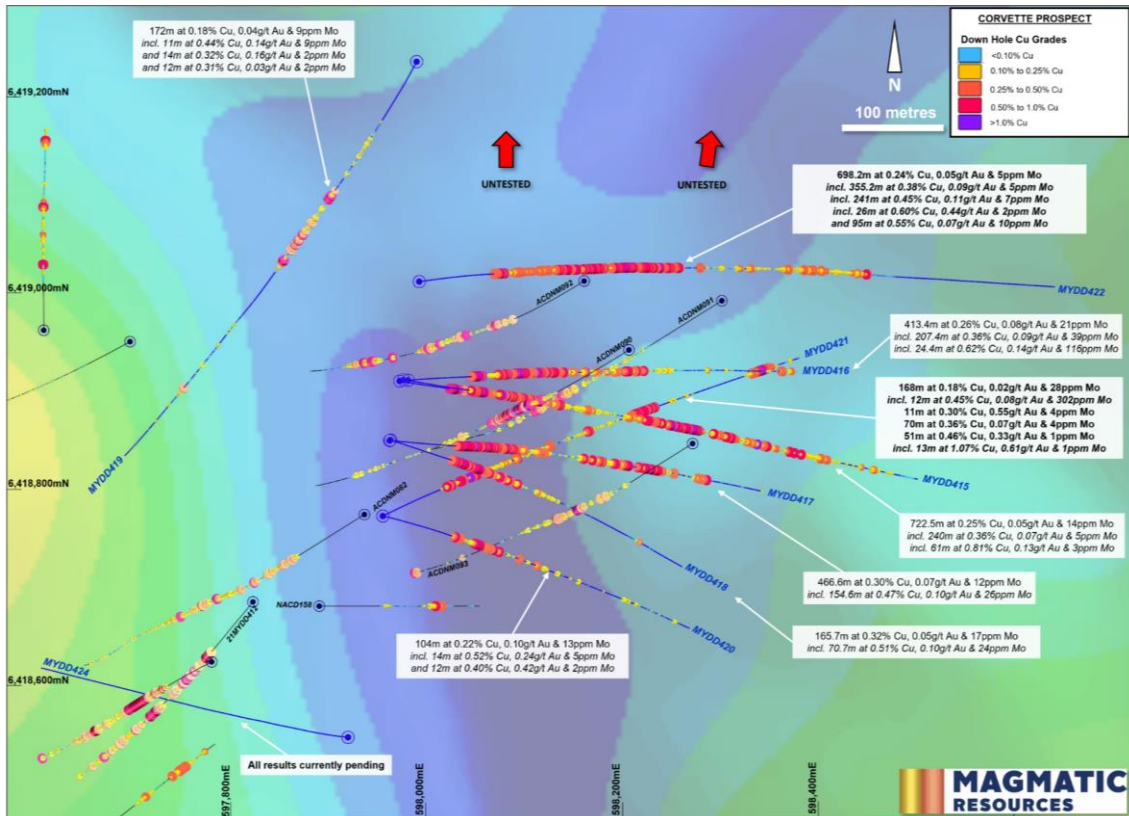 172m at 0.18% Cu, 0.04g/t Au & 9ppm Mo
incl. 11m at 0.44% Cu, 0.14g/t Au & 9ppm Mo
and 14m at 0.32% Cu, 0.16g/t Au & 2ppm Mo
and 12m at 0.31% Cu, 0.03g/t Au & 2ppm Mo
N
100 metres
CORVETTE PROSPECT
Down Hole Cu Grades
<0.10% Cu
0.10% to 0.25% Cu
0.25% to 0.50% Cu
0.50% to 1.0% Cu
>1.0% Cu
6,419,200mN
UNTESTED
UNTESTED
698.2m at 0.24% Cu, 0.05g/t Au & 5ppm Mo
incl. 355.2m at 0.38% Cu, 0.09g/t Au & 5ppm Mo
incl. 241m at 0.45% Cu, 0.11g/t Au & 7ppm Mo
incl. 26m at 0.60% Cu, 0.44g/t Au & 2ppm Mo
and 95m at 0.55% Cu, 0.07g/t Au & 10ppm Mo
6,419,000mN
MYDD422
ACDNM092
ACDNM091
ACDNM090
MYDD421
MYDD416
413.4m at 0.26% Cu, 0.08g/t Au & 21ppm Mo
incl. 207.4m at 0.36% Cu, 0.09g/t Au & 39ppm Mo
incl. 24.4m at 0.62% Cu, 0.14g/t Au & 116ppm Mo
168m at 0.18% Cu, 0.02g/t Au & 28ppm Mo
incl. 12m at 0.45% Cu, 0.08g/t Au & 302ppm Mo
11m at 0.30% Cu, 0.55g/t Au & 4ppm Mo
70m at 0.36% Cu, 0.07g/t Au & 4ppm Mo
51m at 0.46% Cu, 0.33g/t Au & 1ppm Mo
incl. 13m at 1.07% Cu, 0.61g/t Au & 1ppm Mo
MYDD419
6,418,800mN
MYDD415
MYDD417
ACDNM082
722.5m at 0.25% Cu, 0.05g/t Au & 14ppm Mo
incl. 240m at 0.36% Cu, 0.07g/t Au & 5ppm Mo
incl. 61m at 0.81% Cu, 0.13g/t Au & 3ppm Mo
ACDNM093
MYDD418
466.6m at 0.30% Cu, 0.07g/t Au & 12ppm Mo
incl. 154.6m at 0.47% Cu, 0.10g/t Au & 26ppm Mo
NACD158
21MYDD412
MYDD420
104m at 0.22% Cu, 0.10g/t Au & 13ppm Mo
incl. 14m at 0.52% Cu, 0.24g/t Au & 5ppm Mo
and 12m at 0.40% Cu, 0.42g/t Au & 2ppm Mo
165.7m at 0.32% Cu, 0.05g/t Au & 17ppm Mo
incl. 70.7m at 0.51% Cu, 0.10g/t Au & 24ppm Mo
MYDD424
6,418,600mN
All results currently pending
597,800mE
598,000mE
598,200mE
598,400mE
MAGMATIC
RESOURCES